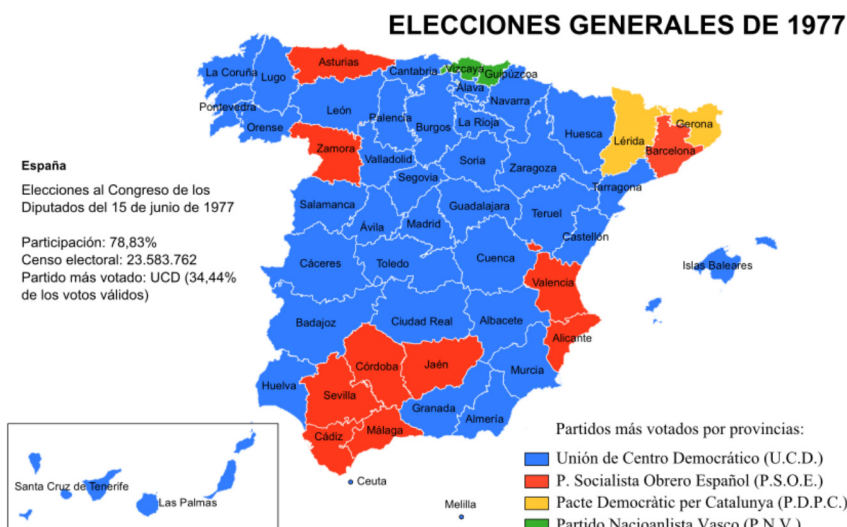 ELECCIONES GENERALES DE 1977
España
Elecciones al Congreso de los
Diputados del 15 de junio de 1977
Participación: 78,83%
Censo electoral: 23.583.762
Partido más votado: UCD (34,44%
de los votos válidos)
La Coruña
Lugo
Asturias
Cantabria
Vizcaya
Guipúzcoa
Álava
Navarra
Pontevedra
Orense
León
Palencia
Burgos
La Rioja
Huesca
Lérida
Gerona
Barcelona
Zamora
Valladolid
Soria
Zaragoza
Segovia
Tarragona
Salamanca
Ávila
Madrid
Guadalajara
Teruel
Castellón
Cáceres
Toledo
Cuenca
Valencia
Islas Baleares
Badajoz
Ciudad Real
Albacete
Alicante
Córdoba
Jaén
Murcia
Huelva
Sevilla
Granada
Almería
Cádiz
Málaga
Ceuta
Melilla
Santa Cruz de Tenerife
Las Palmas
Partidos más votados por provincias:
Unión de Centro Democrático (U.C.D.)
P. Socialista Obrero Español (P.S.O.E.)
Pacte Democràtic per Catalunya (P.D.P.C.)
Partido Nacioanlista Vasco (P.N.V.)